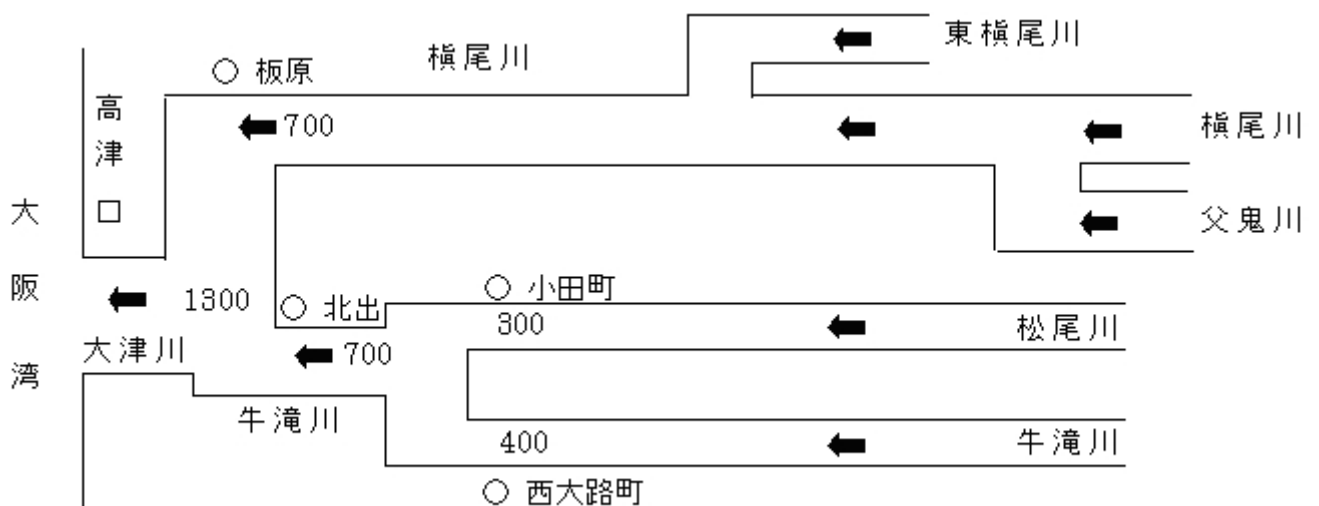 東槇尾川
槇尾川
板原
高津
700
槇尾川
父鬼川
大阪湾
1300
北出
小田町
300
松尾川
大津川
700
牛滝川
400
牛滝川
西大路町